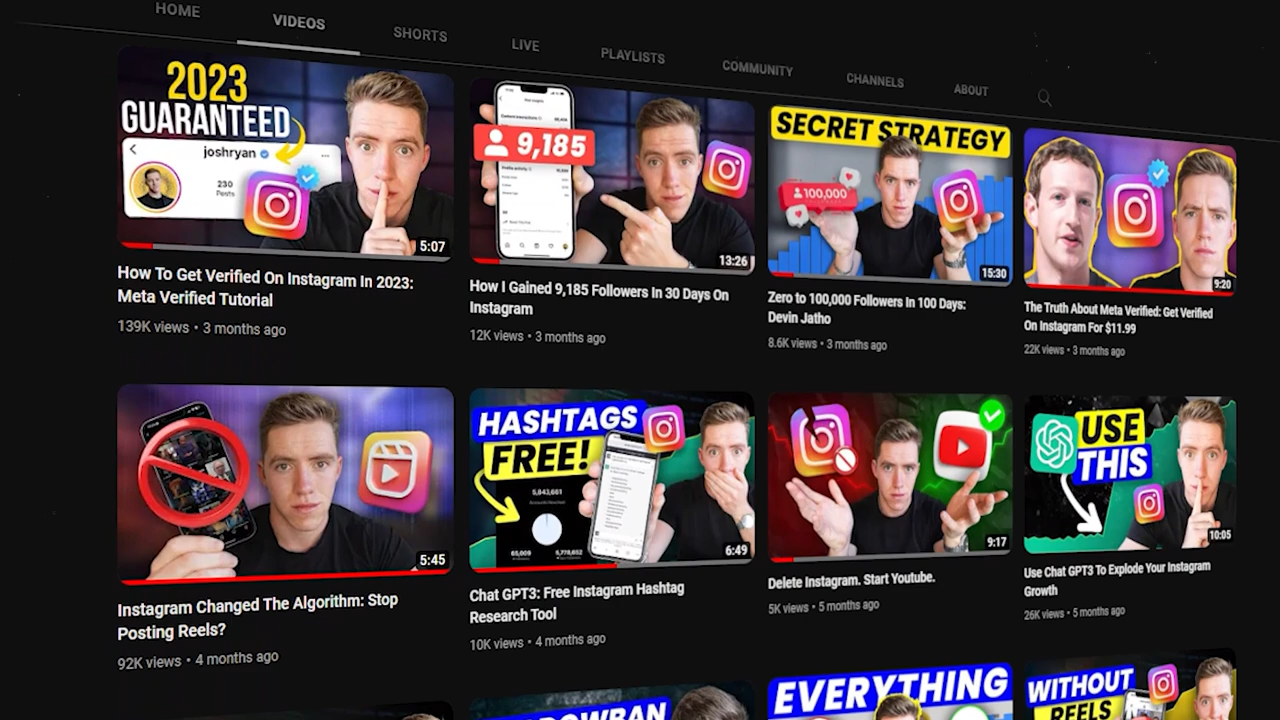 HOME
VIDEOS
SHORTS
LIVE
PLAYLISTS
COMMUNITY
CHANNELS
ABOUT
2023
GUARANTEED
joshryan
230
Posts
5:07
How To Get Verified On Instagram In 2023:
Meta Verified Tutorial
139K views • 3 months ago
9,185
13:26
How I Gained 9,185 Followers In 30 Days On
Instagram
12K views • 3 months ago
SECRET STRATEGY
100,000
15:30
Zero to 100,000 Followers In 100 Days:
Devin Jatho
8.6K views • 3 months ago
9:20
The Truth About Meta Verified: Get Verified
On Instagram For $11.99
22K views • 3 months ago
5:45
Instagram Changed The Algorithm: Stop
Posting Reels?
92K views • 4 months ago
HASHTAGS
FREE!
6:49
Chat GPT3: Free Instagram Hashtag
Research Tool
10K views • 4 months ago
9:17
Delete Instagram. Start Youtube.
5K views • 5 months ago
USE
THIS
10:05
Use Chat GPT3 To Explode Your Instagram
Growth
26K views • 5 months ago
EVERYTHING
WITHOUT
REELS